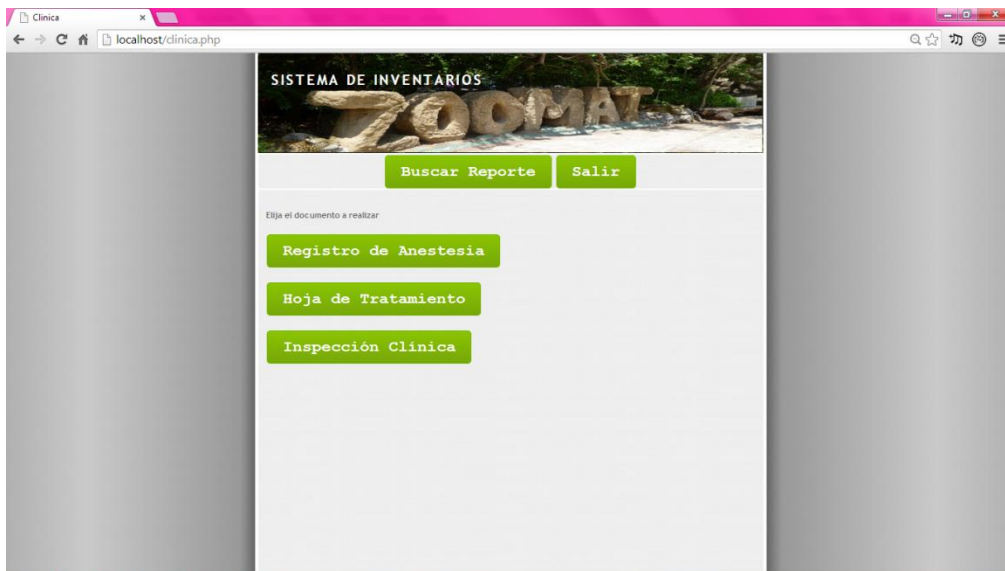 Clinica
localhost/clinica.php
SISTEMA DE INVENTARIOS
ZOOMAT
Buscar Reporte Salir
Elija el documento a realizar
Registro de Anestesia
Hoja de Tratamiento
Inspección Clínica